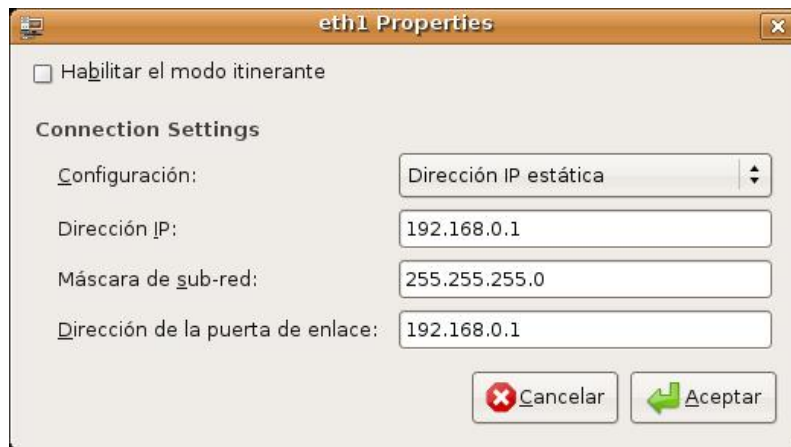 eth1 Properties
Habilitar el modo itinerante
Connection Settings
Configuración: Dirección IP estática
Dirección IP: 192.168.0.1
Máscara de sub-red: 255.255.255.0
Dirección de la puerta de enlace: 192.168.0.1
Cancelar Aceptar